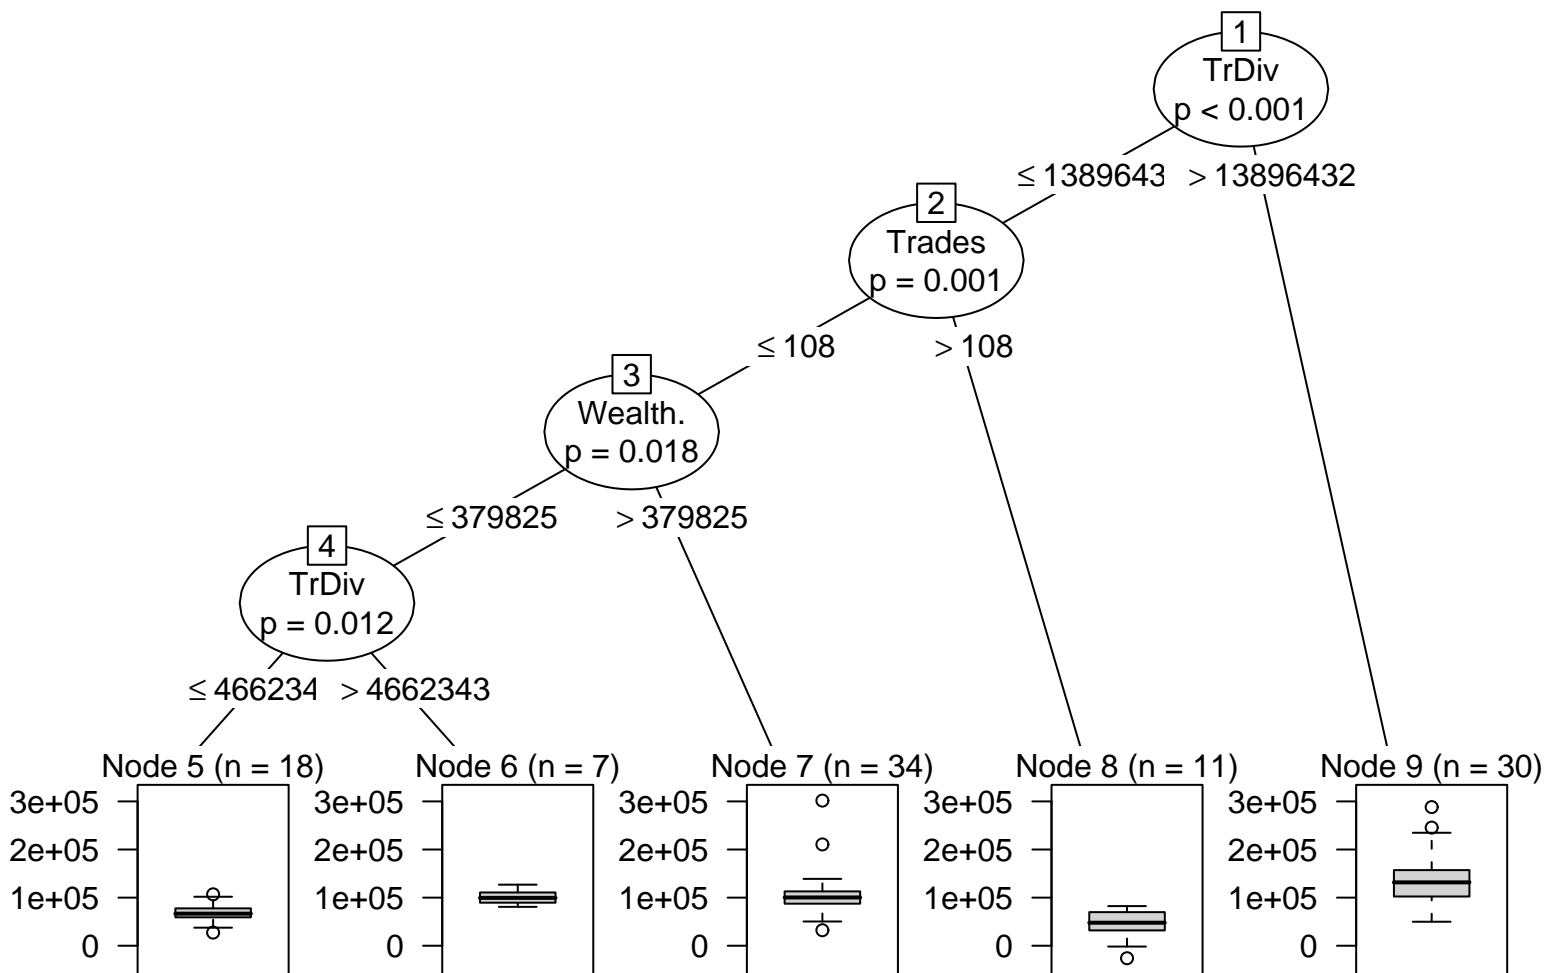 1
TrDiv
p < 0.001
≤ 1389643 > 13896432
2
Trades
p = 0.001
≤ 108 > 108
3
Wealth.
p = 0.018
≤ 379825 > 379825
4
TrDiv
p = 0.012
≤ 466234 > 4662343
Node 5 (n = 18)
3e+05
2e+05
1e+05
0
Node 6 (n = 7)
3e+05
2e+05
1e+05
0
Node 7 (n = 34)
3e+05
2e+05
1e+05
0
Node 8 (n = 11)
3e+05
2e+05
1e+05
0
Node 9 (n = 30)
3e+05
2e+05
1e+05
0